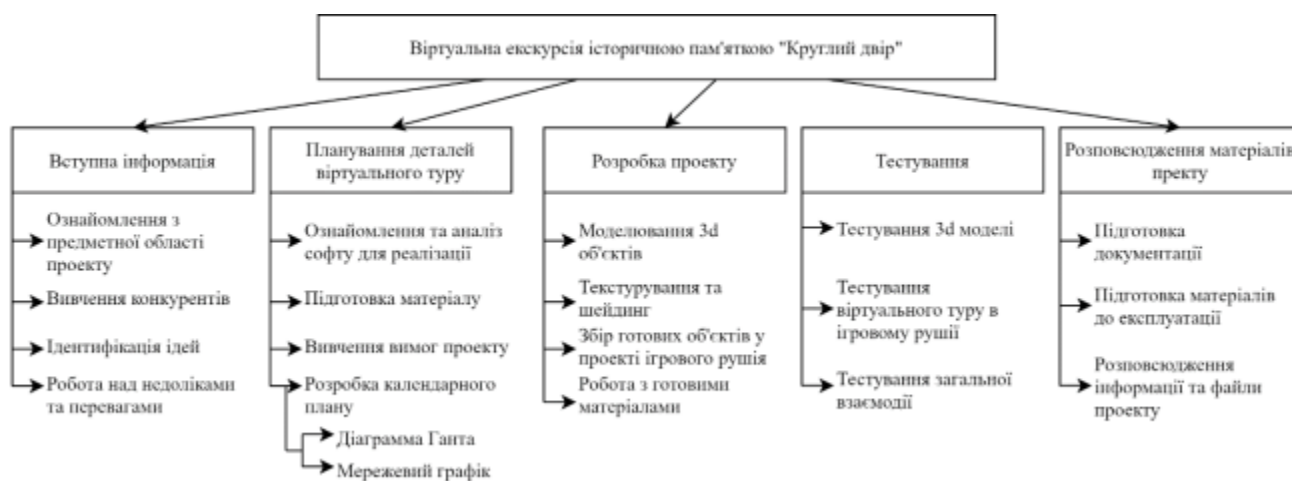 Віртуальна екскурсія історичною пам'яткою "Круглий двір"
Вступна інформація
Ознайомлення з
предметної області
проекту
Вивчення конкурентів
Ідентифікація ідей
Робота над недоліками
та перевагами
Планування деталей
віртуального туру
Ознайомлення та аналіз
софту для реалізації
Підготовка матеріалу
Вивчення вимог проекту
Розробка календарного
плану
Діаграмма Ганта
Мережевий графік
Розробка проекту
Моделювання 3d
об'єктів
Текстурування та
шейдинг
Збір готових об'єктів у
проекті ігрового рушія
Робота з готовими
матеріалами
Тестування
Тестування 3d моделі
Тестування
віртуального туру в
ігровому рушії
Тестування загальної
взаємодії
Розповсюдження матеріалів
пректу
Підготовка
документації
Підготовка матеріалів
до експлуатації
Розповсюдження
інформації та файли
проекту